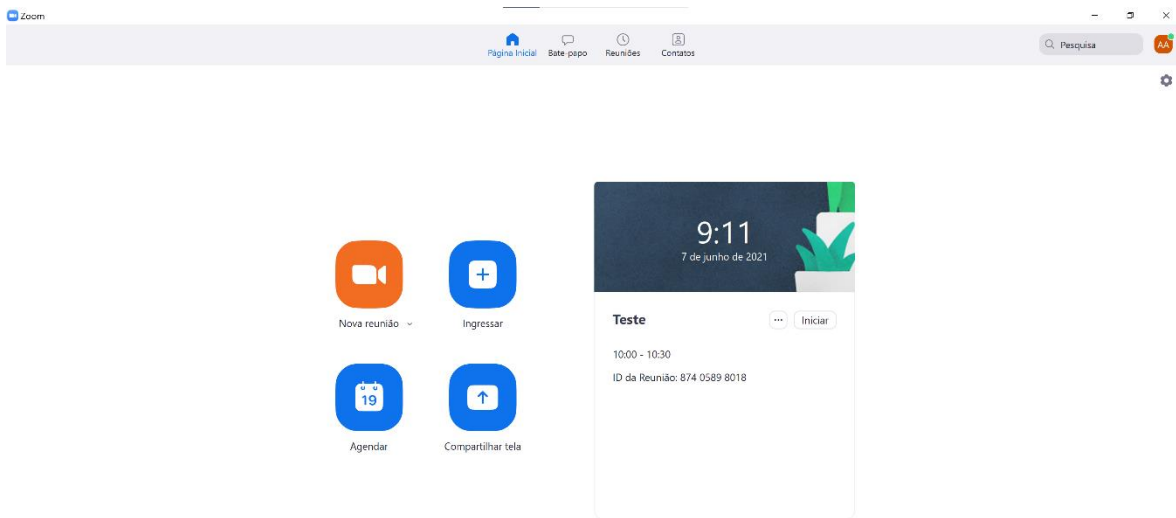 Zoom
Página Inicial
Bate-papo
Reuniões
Contatos
Pesquisa
AA
9:11
7 de junho de 2021
Nova reunião
Ingressar
Teste
... Iniciar
10:00 - 10:30
ID da Reunião: 874 0589 8018
19
Agendar
Compartilhar tela